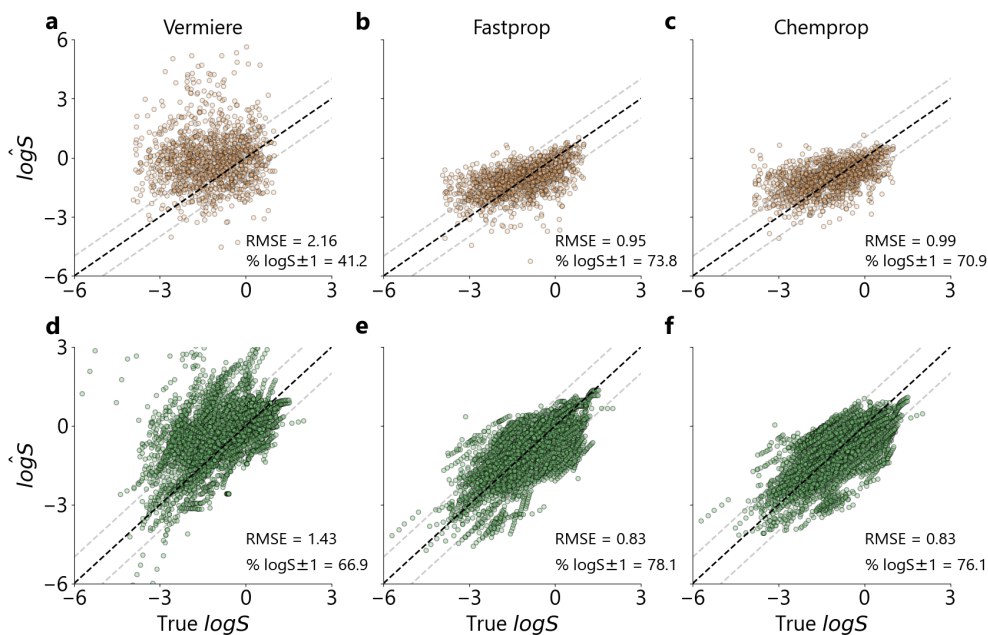 a Vermiere
b Fastprop
c Chemprop
6
3
0
−3
−6
logŜ
RMSE = 2.16
% logS±1 = 41.2
RMSE = 0.95
% logS±1 = 73.8
RMSE = 0.99
% logS±1 = 70.9
−6 −3 0 3
−6 −3 0 3
−6 −3 0 3
d
e
f
3
0
−3
−6
logŜ
RMSE = 1.43
% logS±1 = 66.9
RMSE = 0.83
% logS±1 = 78.1
RMSE = 0.83
% logS±1 = 76.1
−6 −3 0 3
−6 −3 0 3
−6 −3 0 3
True logS
True logS
True logS